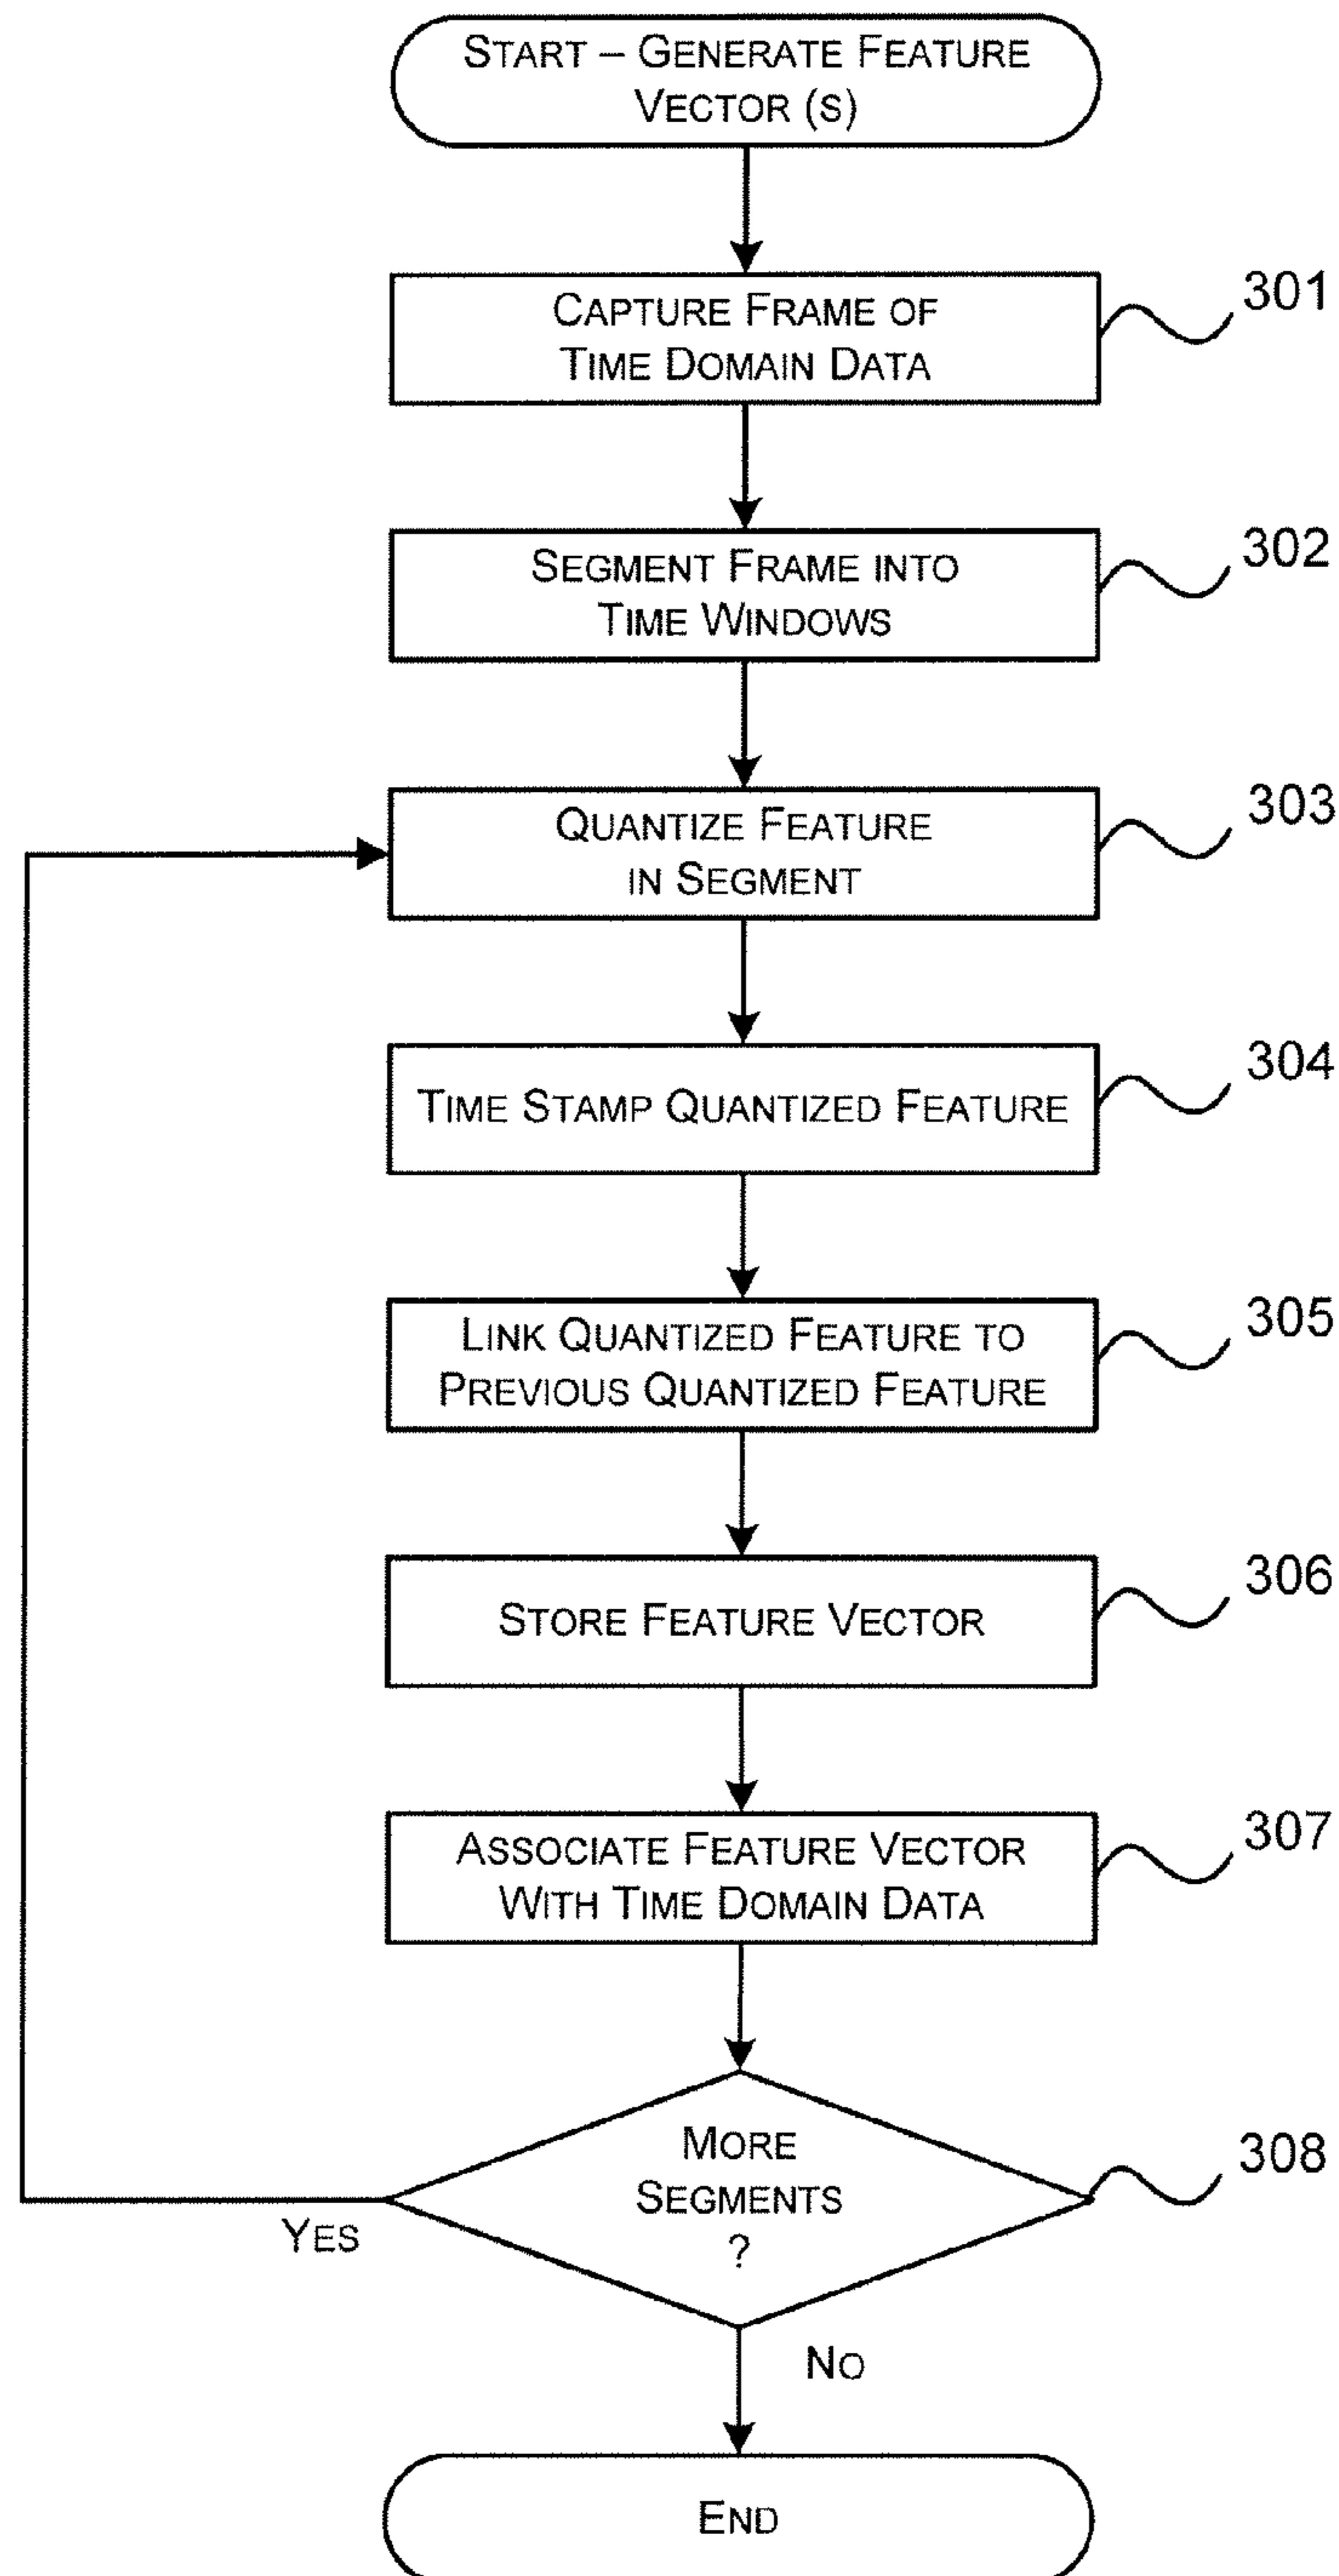 START – GENERATE FEATURE
VECTOR (S)
301
CAPTURE FRAME OF
TIME DOMAIN DATA
302
SEGMENT FRAME INTO
TIME WINDOWS
303
QUANTIZE FEATURE
IN SEGMENT
304
TIME STAMP QUANTIZED FEATURE
305
LINK QUANTIZED FEATURE TO
PREVIOUS QUANTIZED FEATURE
306
STORE FEATURE VECTOR
307
ASSOCIATE FEATURE VECTOR
WITH TIME DOMAIN DATA
308
MORE
SEGMENTS
?
YES
NO
END